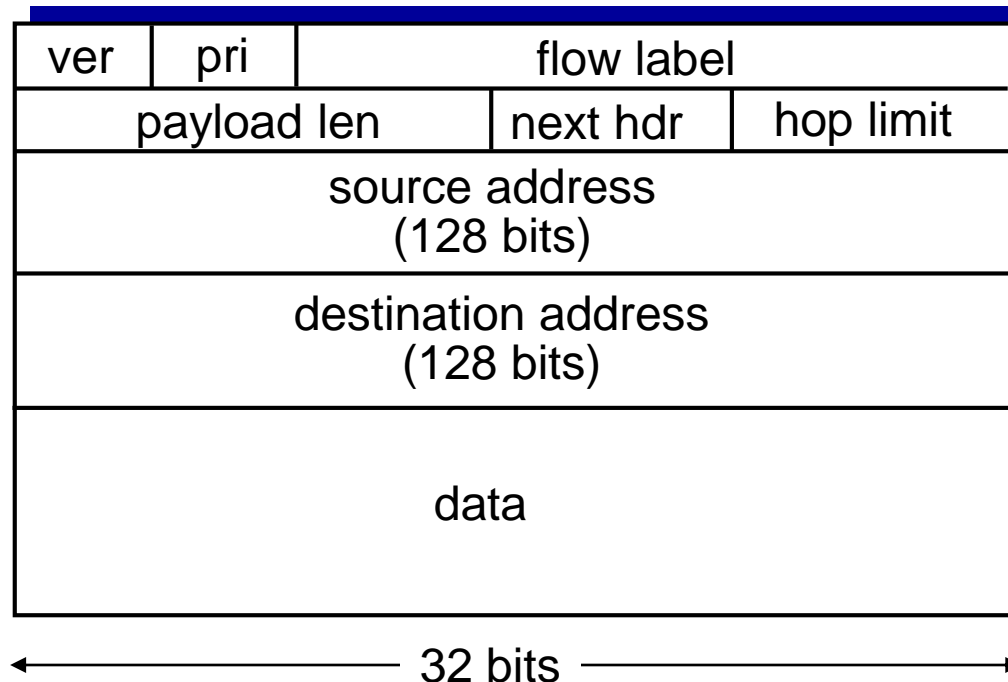 ver pri flow label
payload len next hdr hop limit
source address
(128 bits)
destination address
(128 bits)
data
32 bits